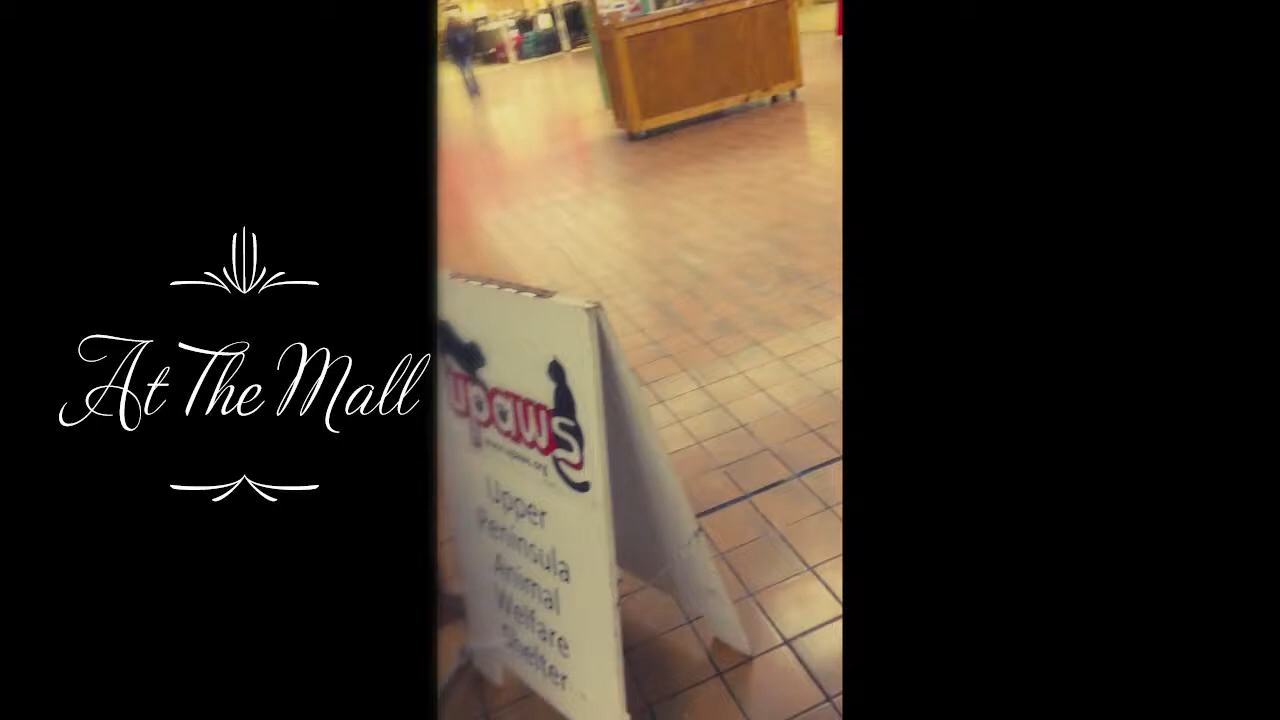 At The Mall
upaws
Upper
Peninsula
Animal
Welfare
Shelter